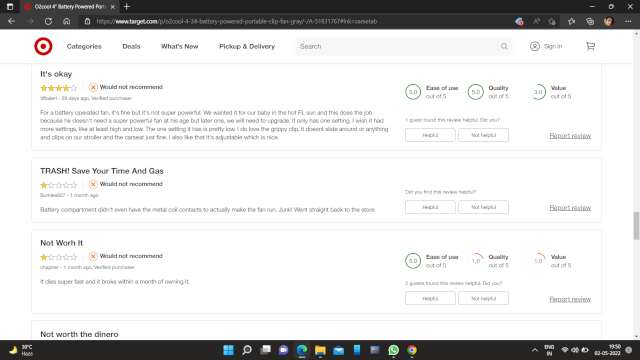 O2cool 4" Battery Powered Port
https://www.target.com/p/o2cool-4-34-battery-powered-portable-clip-fan-gray/-/A-51831767#lnk=sametab
Categories Deals What's New Pickup & Delivery Search Sign in
It's okay
Would not recommend
- 28 days ago, Verified purchaser
For a battery operated fan, it's fine but it's not super powerful. We wanted it for our baby in the hot FL sun and this does the job
because he doesn't need a super powerful fan at his age but later one, we will need to upgrade. It only has one setting. I wish it had
more settings, like at least high and low. The one setting it has is pretty low. I do love the grippy clip, it doesnt slide around or anything
and clips on our stroller and the carseat just fine. I also like that it's adjustable which is nice.
5.0 Ease of use out of 5
5.0 Quality out of 5
3.0 Value out of 5
1 guest found this review helpful. Did you?
Helpful Not helpful Report review
TRASH! Save Your Time And Gas
Would not recommend
Burkies827 - 1 month ago
Battery compartment didn't even have the metal coil contacts to actually make the fan run. Junk! Went straight back to the store.
Did you find this review helpful?
Helpful Not helpful Report review
Not Worh It
Would not recommend
chapner - 1 month ago, Verified purchaser
It dies super fast and it broke within a month of owning it.
5.0 Ease of use out of 5
1.0 Quality out of 5
1.0 Value out of 5
2 guests found this review helpful. Did you?
Helpful Not helpful Report review
Not worth the dinero
30°C
Haze
ENG
IN
19:50
02-05-2022